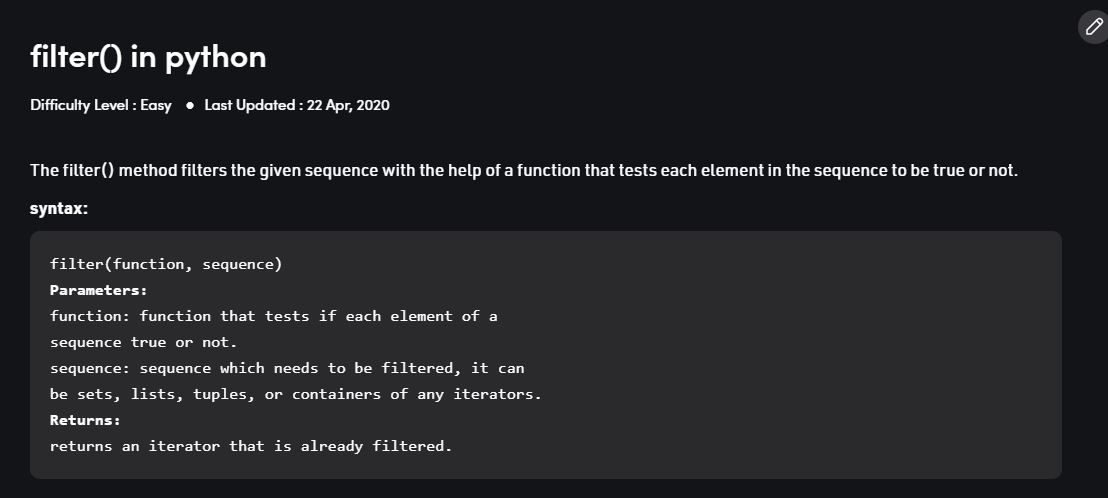 filter() in python
Difficulty Level : Easy ● Last Updated : 22 Apr, 2020
The filter() method filters the given sequence with the help of a function that tests each element in the sequence to be true or not.
syntax:
filter(function, sequence)
Parameters:
function: function that tests if each element of a
sequence true or not.
sequence: sequence which needs to be filtered, it can
be sets, lists, tuples, or containers of any iterators.
Returns:
returns an iterator that is already filtered.